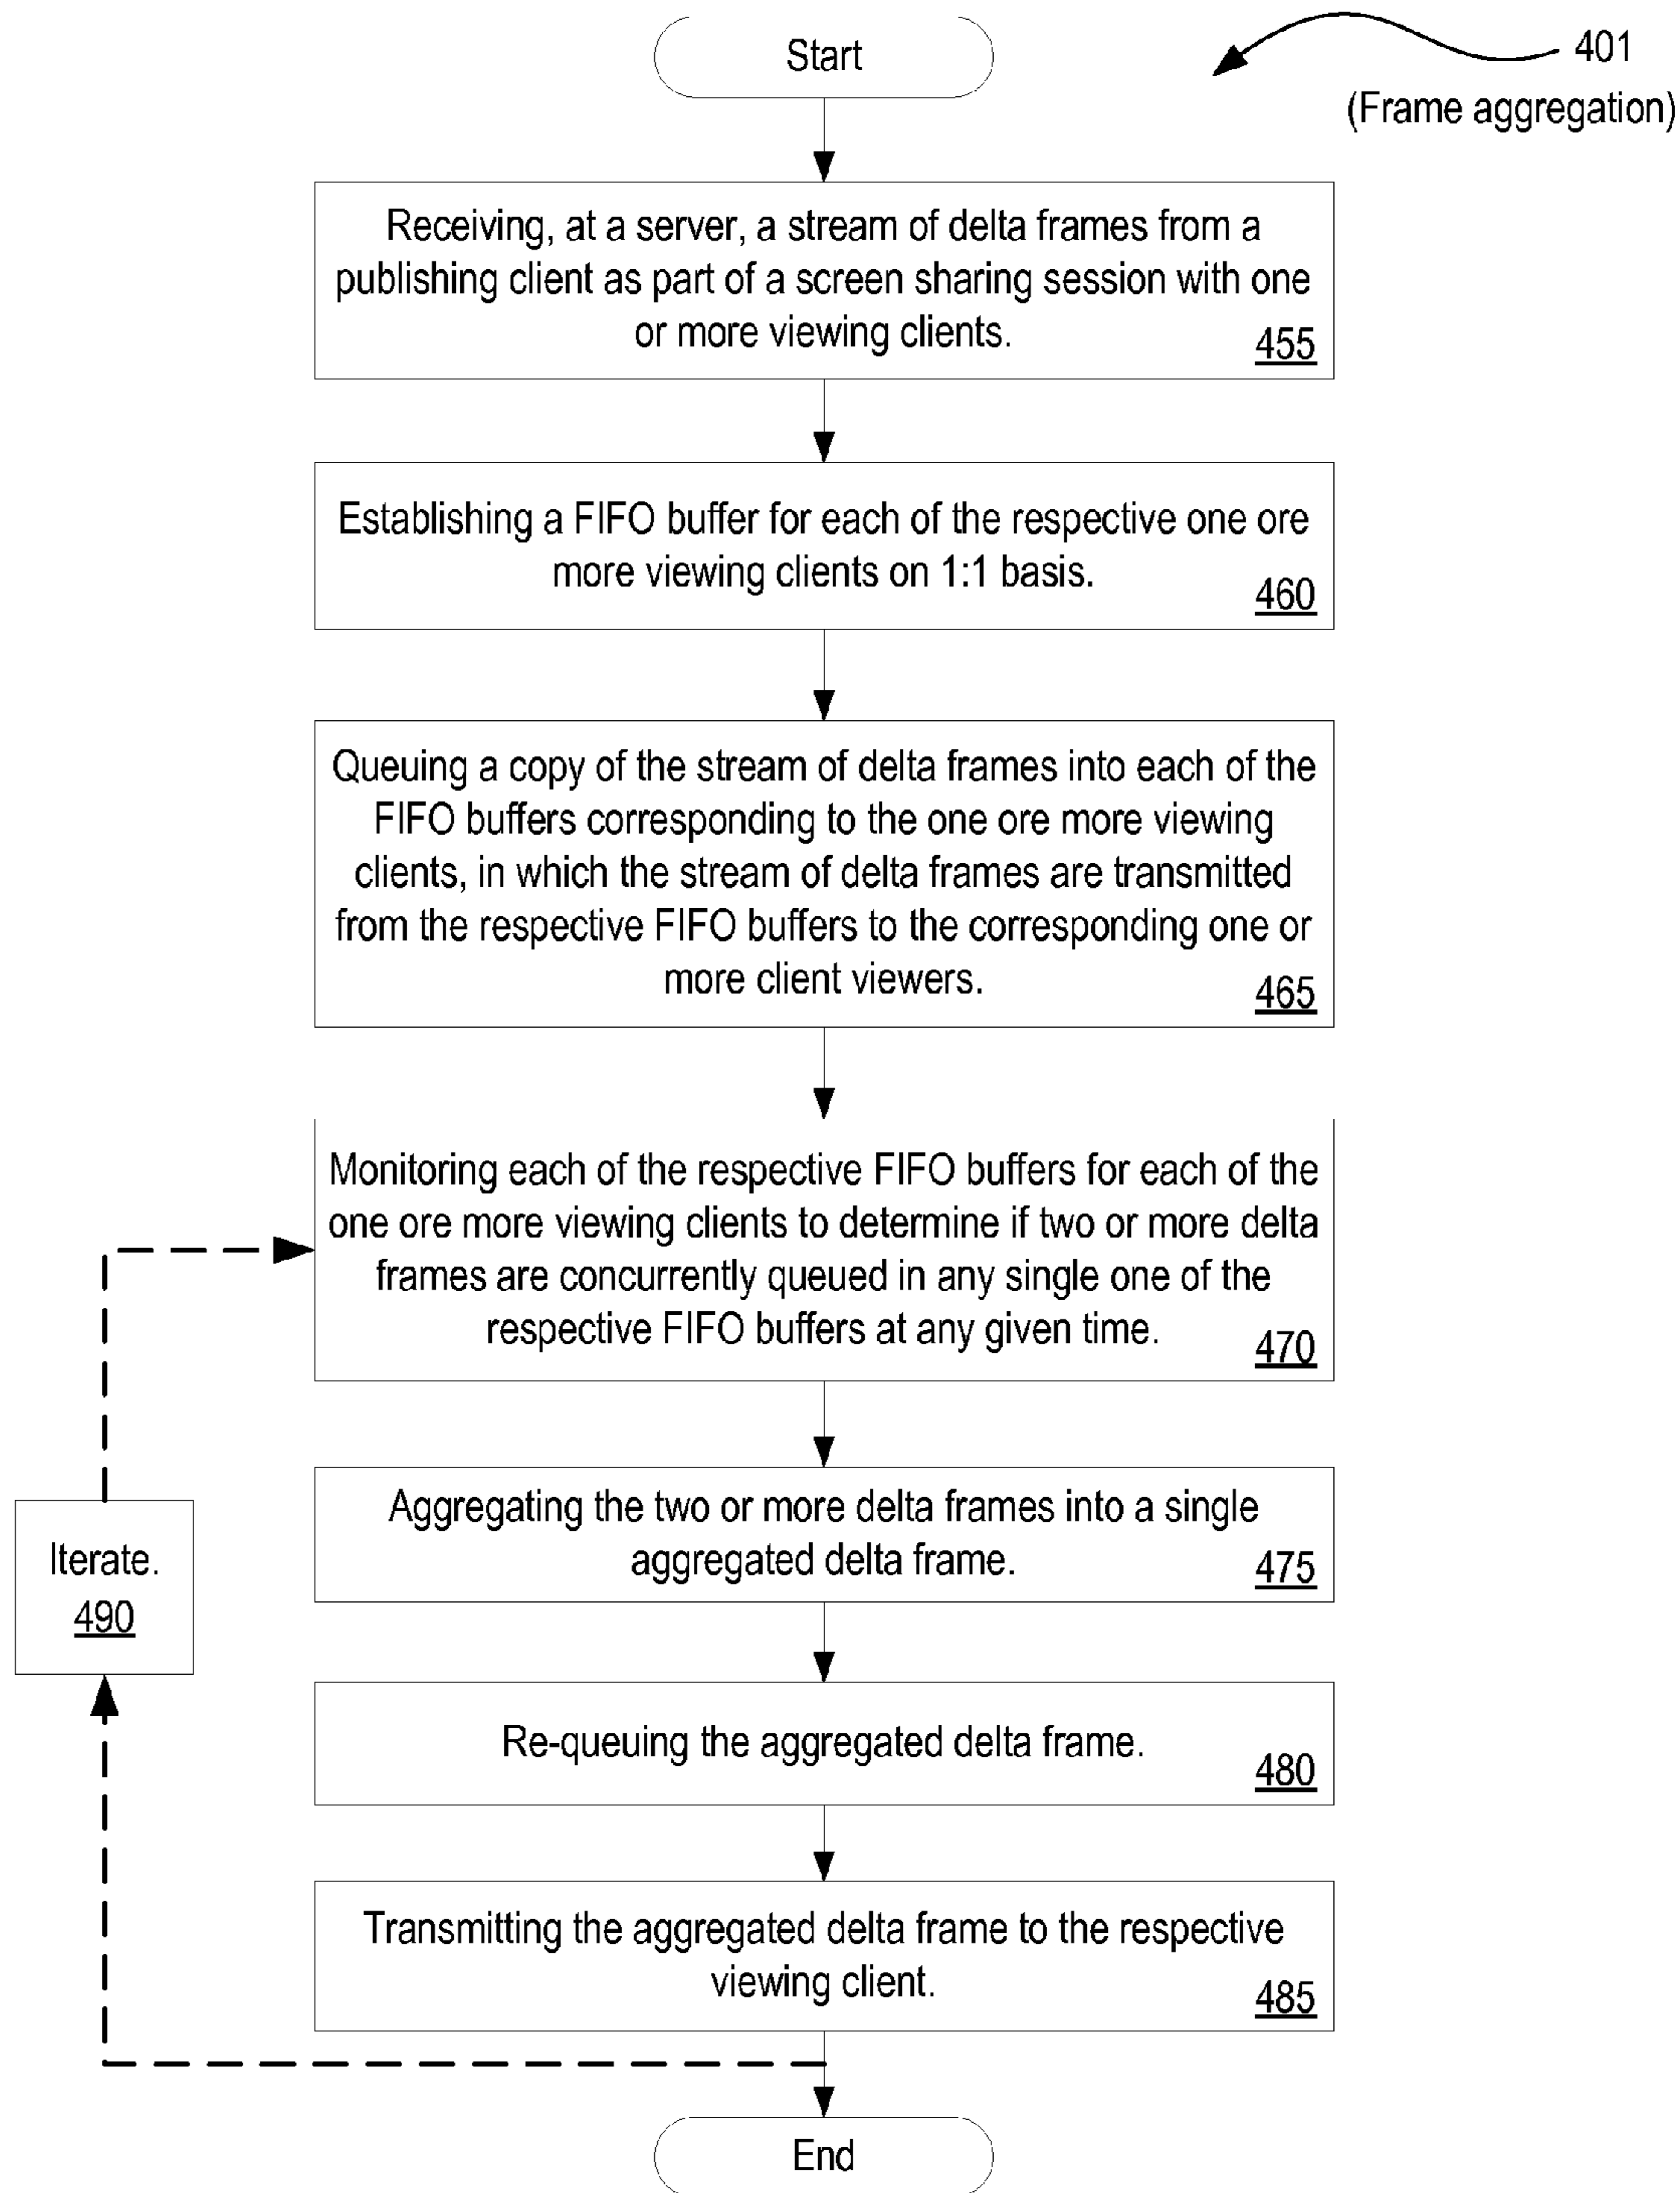 Start
401
(Frame aggregation)
Receiving, at a server, a stream of delta frames from a
publishing client as part of a screen sharing session with one
or more viewing clients.
455
Establishing a FIFO buffer for each of the respective one ore
more viewing clients on 1:1 basis.
460
Queuing a copy of the stream of delta frames into each of the
FIFO buffers corresponding to the one ore more viewing
clients, in which the stream of delta frames are transmitted
from the respective FIFO buffers to the corresponding one or
more client viewers.
465
Monitoring each of the respective FIFO buffers for each of the
one ore more viewing clients to determine if two or more delta
frames are concurrently queued in any single one of the
respective FIFO buffers at any given time.
470
Aggregating the two or more delta frames into a single
aggregated delta frame.
475
Iterate.
490
Re-queuing the aggregated delta frame.
480
Transmitting the aggregated delta frame to the respective
viewing client.
485
End